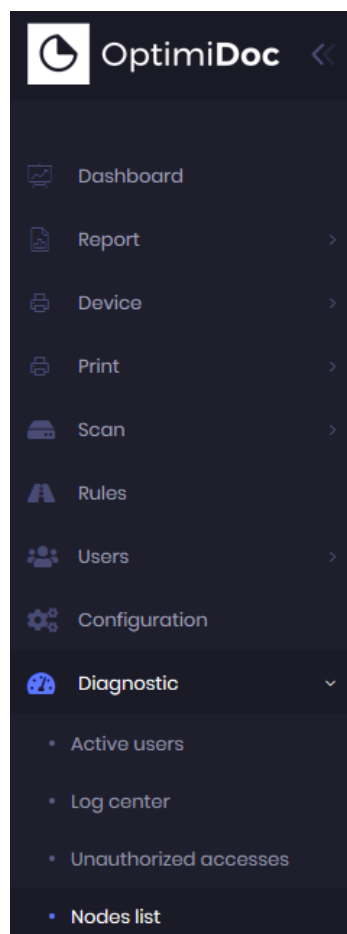 OptimiDoc
Dashboard
Report
Device
Print
Scan
Rules
Users
Configuration
Diagnostic
Active users
Log center
Unauthorized accesses
Nodes list